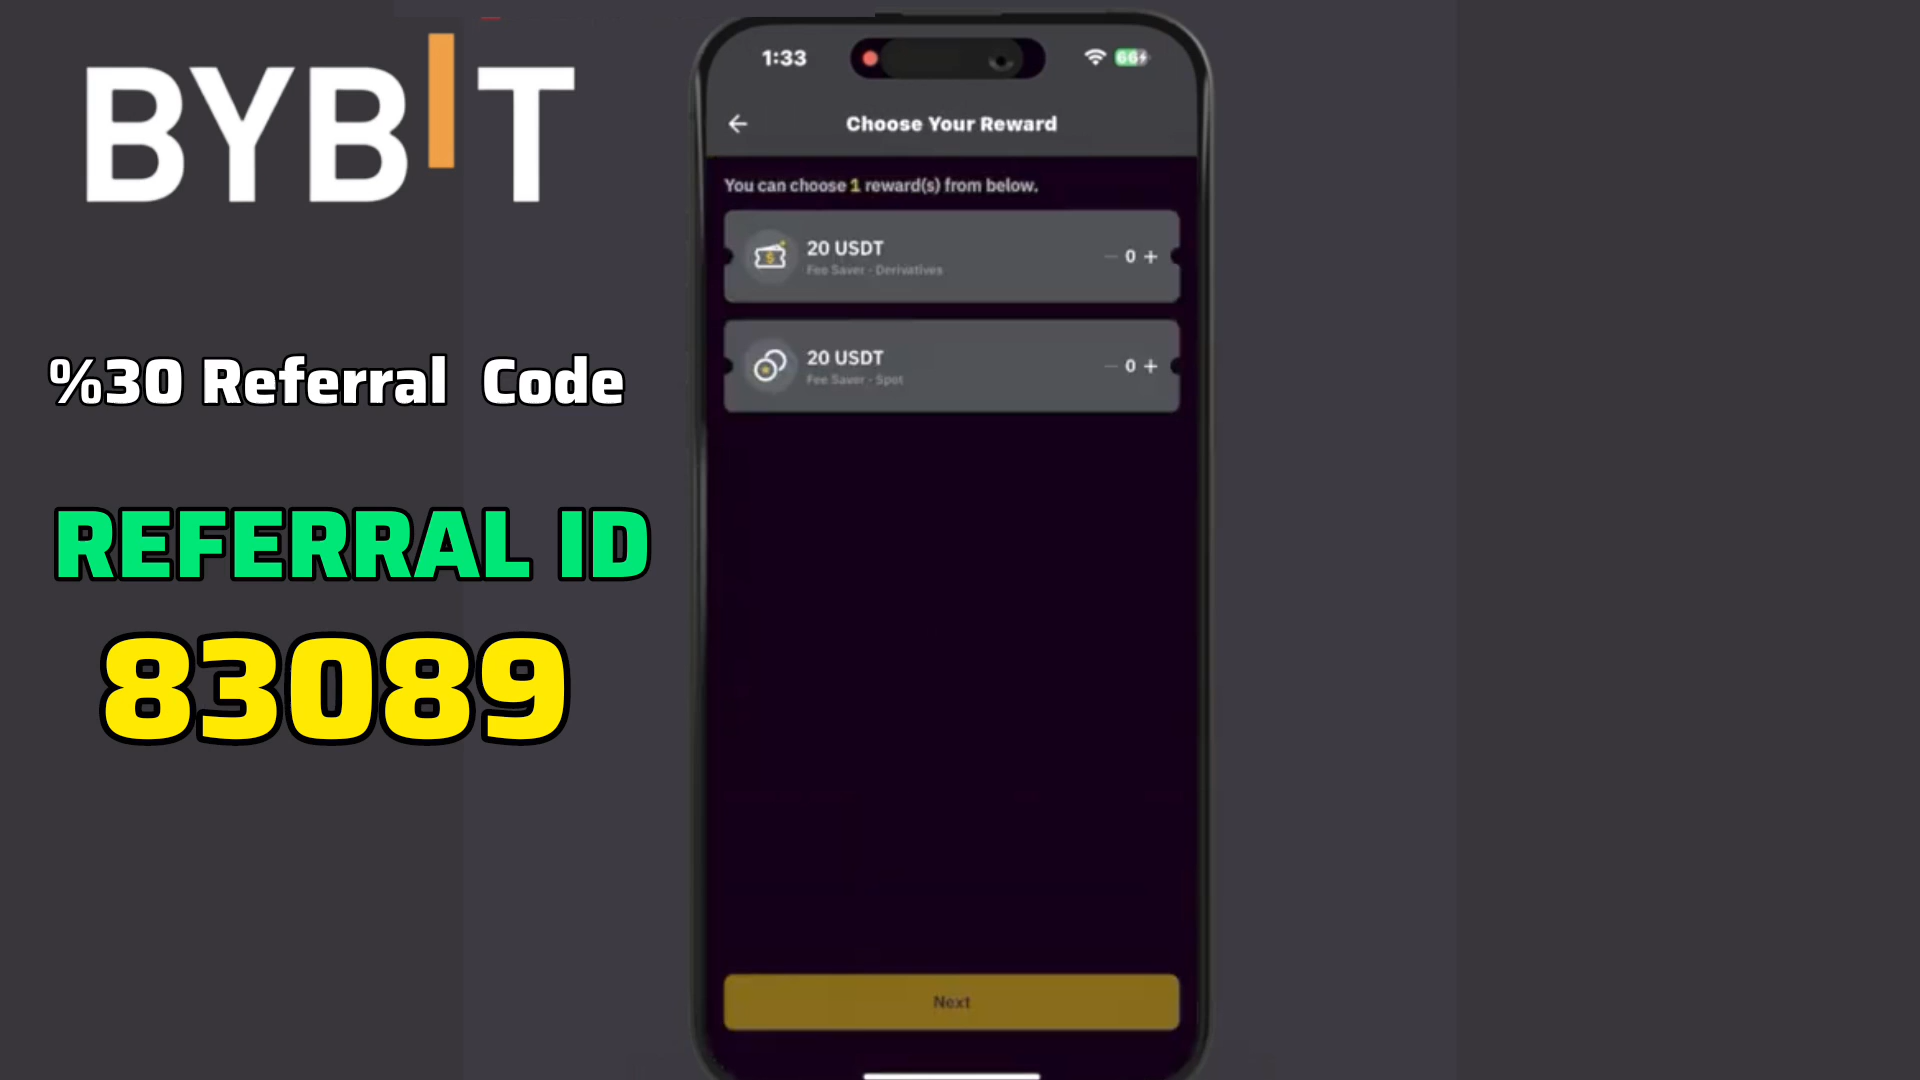 BYBIT
%30 Referral Code
REFERRAL ID
83089
1:33
66
Choose Your Reward
You can choose 1 reward(s) from below.
20 USDT
Fee Saver - Derivatives
0 +
20 USDT
Fee Saver - Spot
0 +
Next